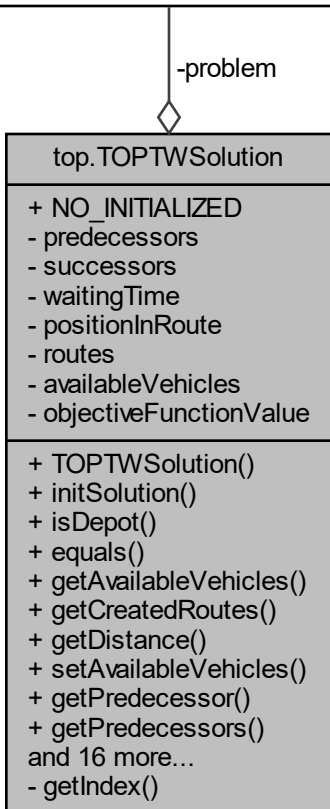 -problem
top.TOPTWSolution
+ NO_INITIALIZED
- predecessors
- successors
- waitingTime
- positionInRoute
- routes
- availableVehicles
- objectiveFunctionValue
+ TOPTWSolution()
+ initSolution()
+ isDepot()
+ equals()
+ getAvailableVehicles()
+ getCreatedRoutes()
+ getDistance()
+ setAvailableVehicles()
+ getPredecessor()
+ getPredecessors()
and 16 more...
- getIndex()